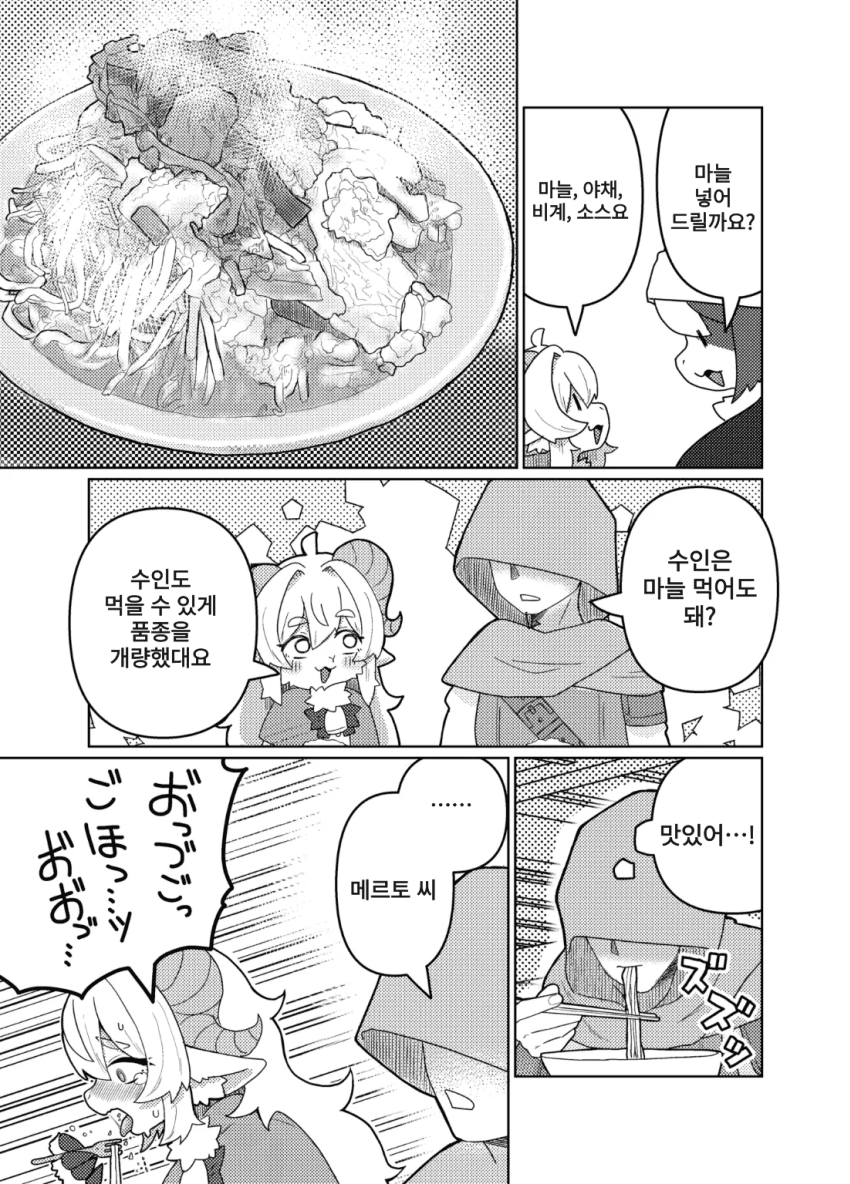 마늘
넣어
드릴까요?
마늘, 야채,
비계, 소스요
수인은
마늘 먹어도
돼?
수인도
먹을 수 있게
품종을
개량했대요
맛있어…!
ズズズッ
……
메르토 씨
おっづごっ
ごほっ…ッ
おおっ…